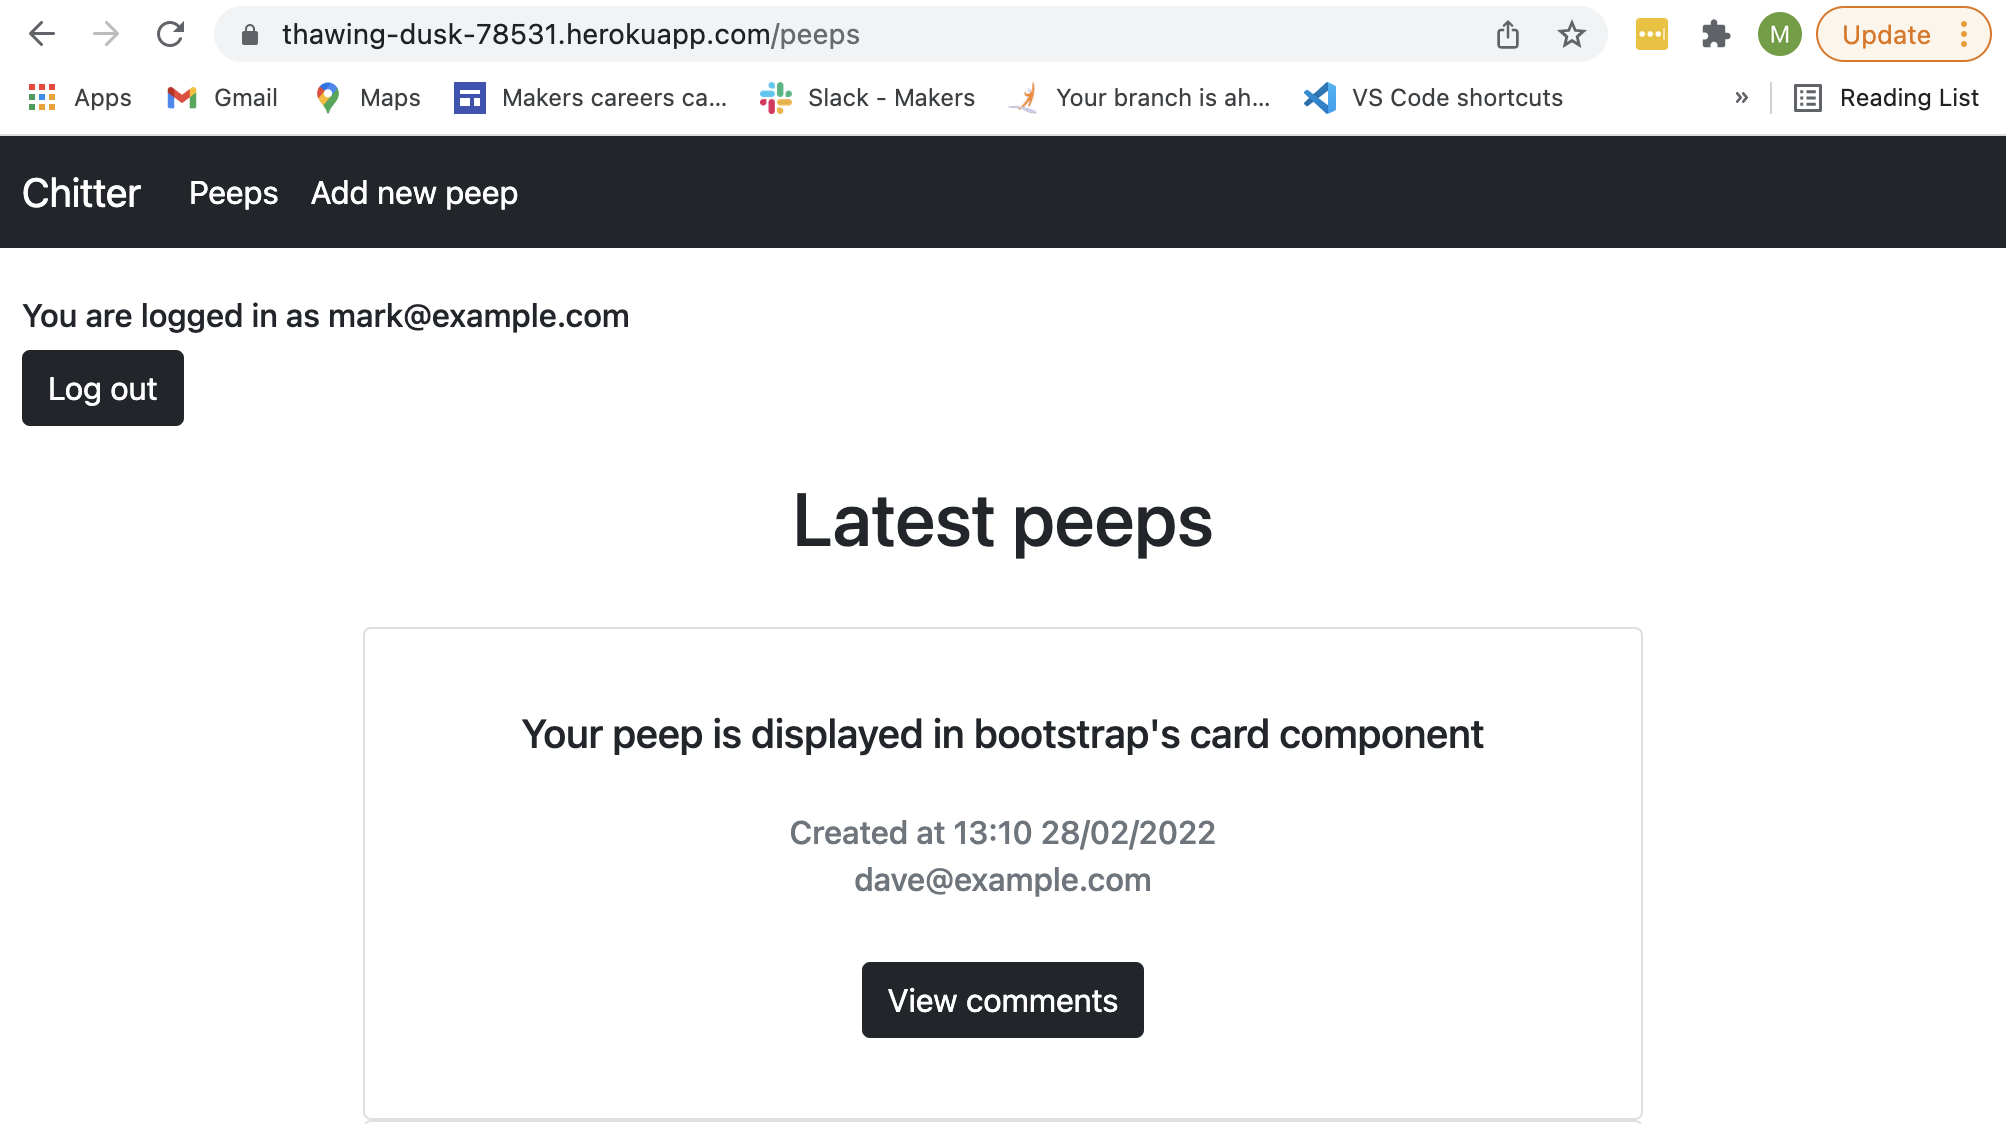 thawing-dusk-78531.herokuapp.com/peeps M Update
Apps Gmail Maps Makers careers ca... Slack - Makers Your branch is ah... VS Code shortcuts » Reading List
Chitter Peeps Add new peep
You are logged in as mark@example.com
Log out
Latest peeps
Your peep is displayed in bootstrap's card component
Created at 13:10 28/02/2022
dave@example.com
View comments